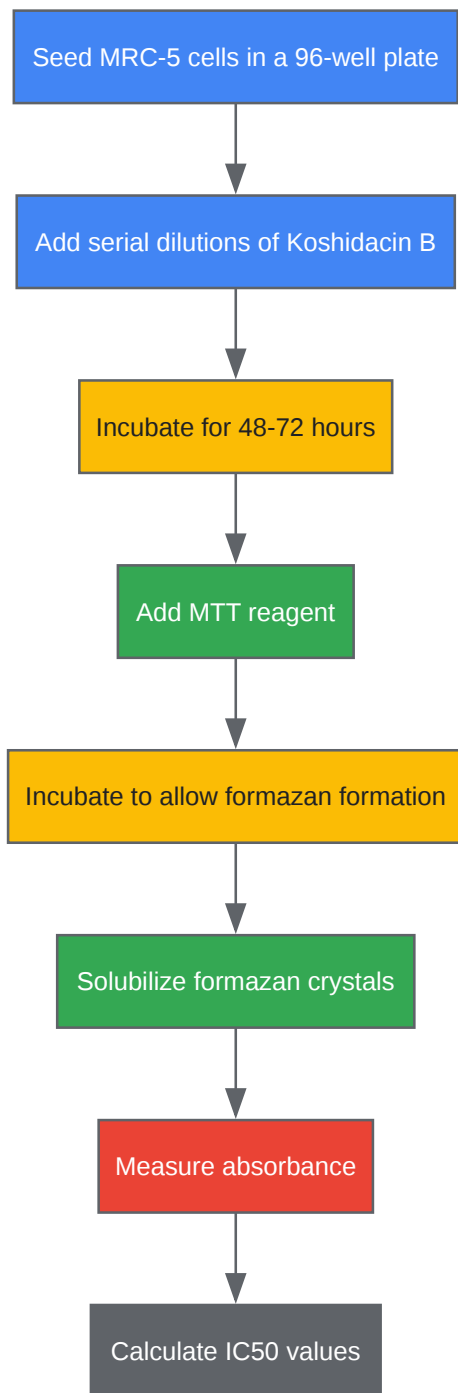 Seed MRC-5 cells in a 96-well plate
Add serial dilutions of Koshidacin B
Incubate for 48-72 hours
Add MTT reagent
Incubate to allow formazan formation
Solubilize formazan crystals
Measure absorbance
Calculate IC50 values